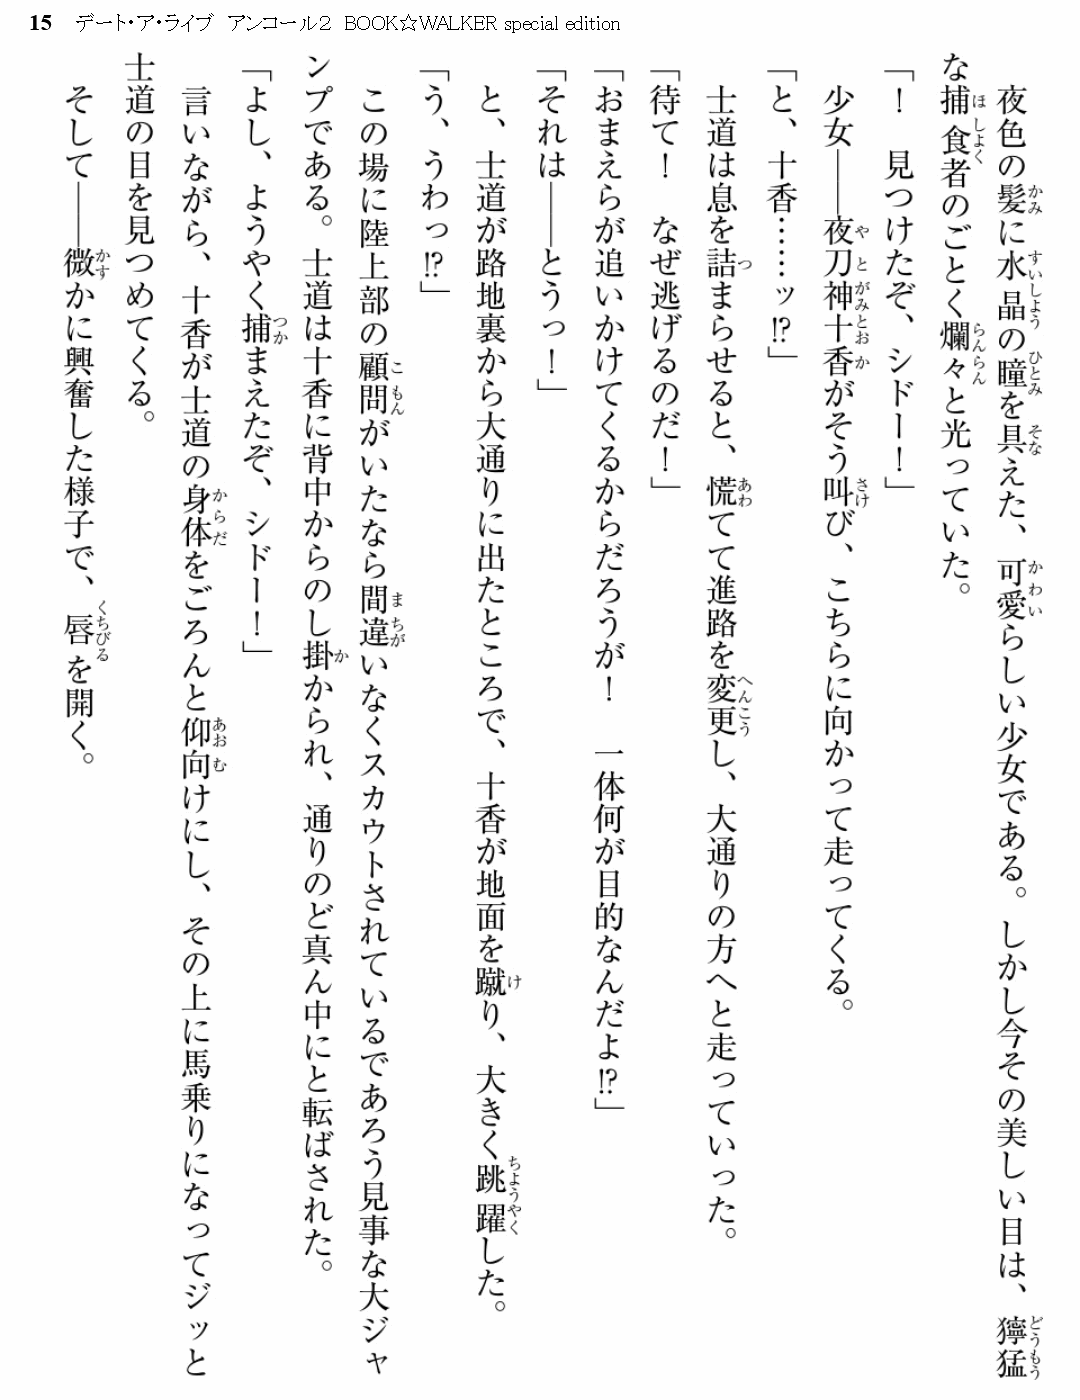 15 デート・ア・ライブ アンコール2 BOOK☆WALKER special edition
夜色の髪に水晶の瞳を具えた、可愛らしい少女である。しかし今その美しい目は、獰猛
な捕食者のごとく爛々と光っていた。
「！ 見つけたぞ、シドー！」
少女――夜刀神十香がそう叫び、こちらに向かって走ってくる。
「と、十香……ッ!?」
士道は息を詰まらせると、慌てて進路を変更し、大通りの方へと走っていった。
「待て！ なぜ逃げるのだ！」
「おまえらが追いかけてくるからだろうが！ 一体何が目的なんだよ!?」
「それは――とうっ！」
と、士道が路地裏から大通りに出たところで、十香が地面を蹴り、大きく跳躍した。
「う、うわっ!?」
この場に陸上部の顧問がいたなら間違いなくスカウトされているであろう見事な大ジャ
ンプである。士道は十香に背中からのし掛かられ、通りのど真ん中にと転ばされた。
「よし、ようやく捕まえたぞ、シドー！」
言いながら、十香が士道の身体をごろんと仰向けにし、その上に馬乗りになってジッと
士道の目を見つめてくる。
そして――微かに興奮した様子で、唇を開く。